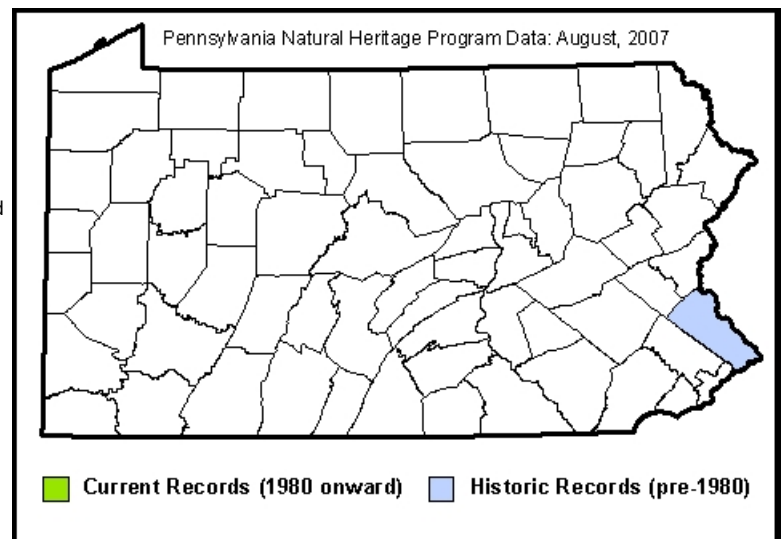 Pennsylvania Natural Heritage Program Data: August, 2007
Current Records (1980 onward) Historic Records (pre-1980)